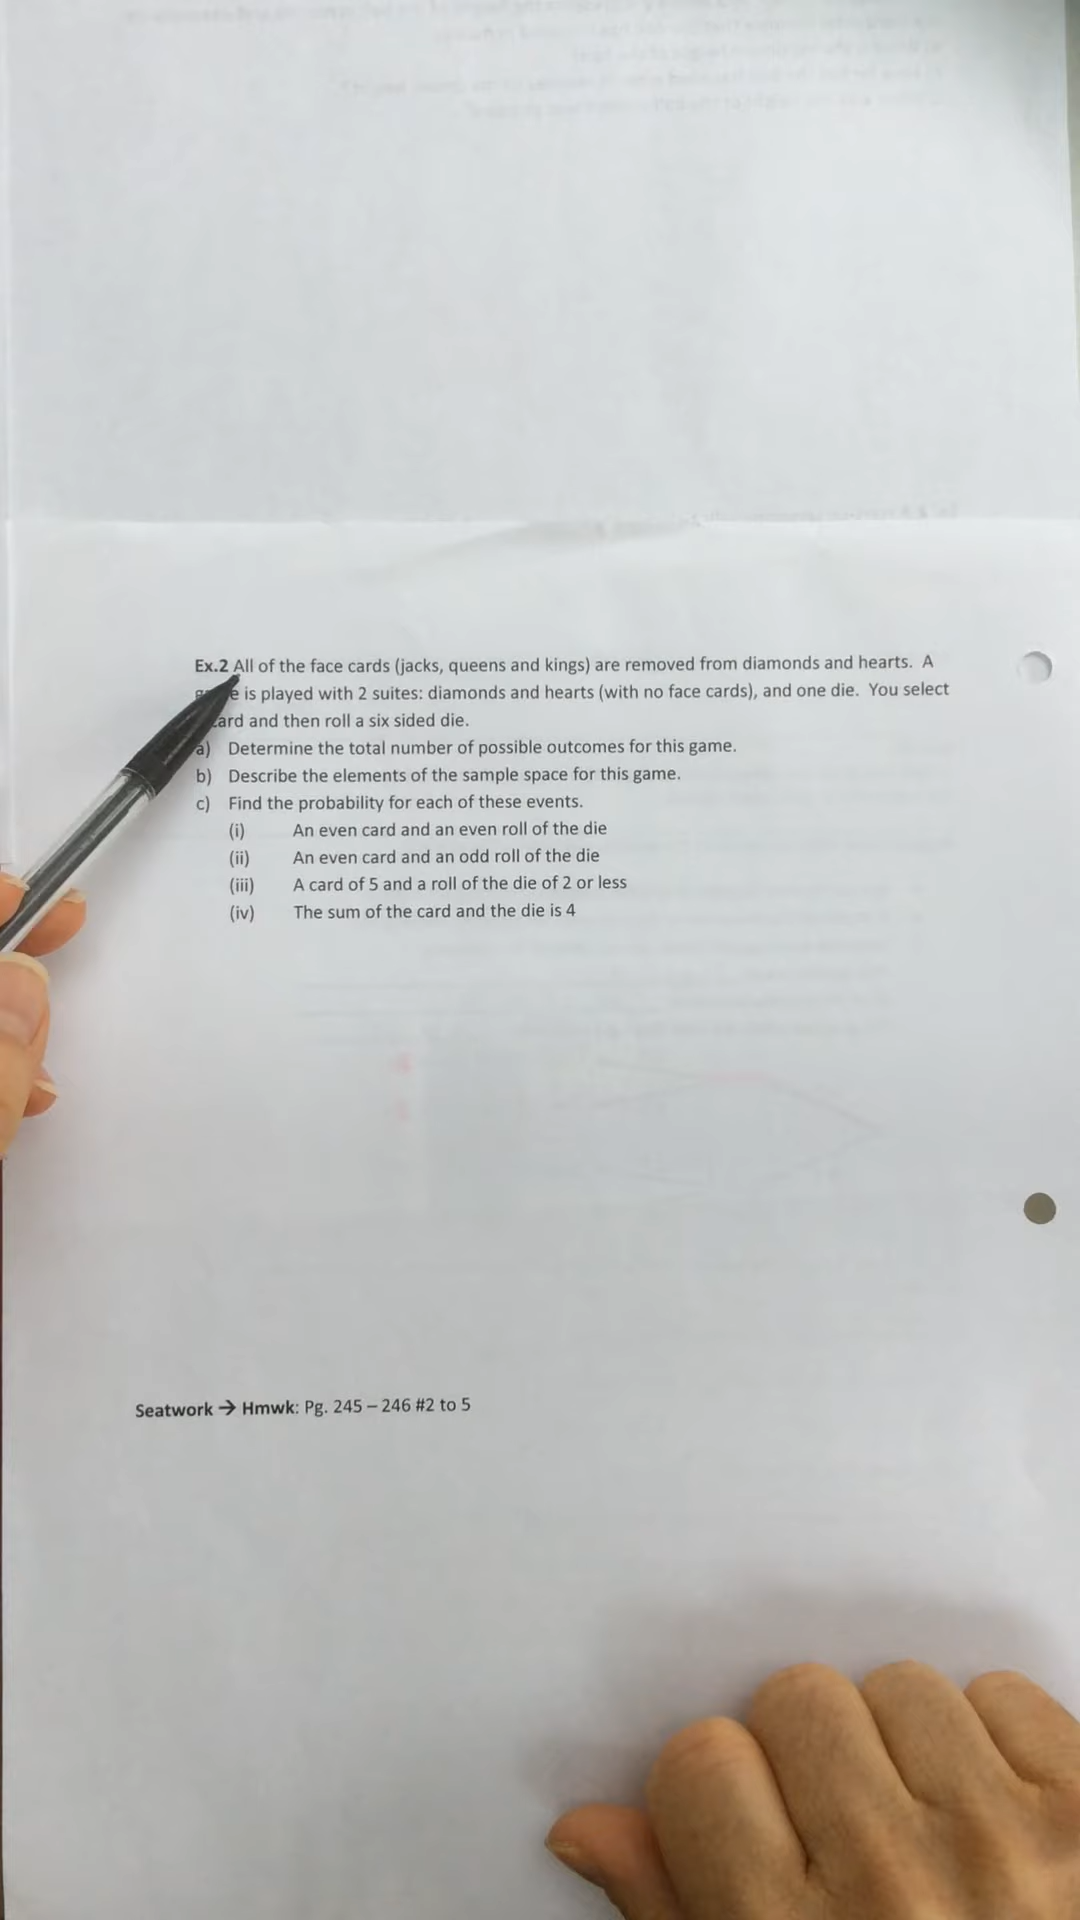 Ex.2 All of the face cards (jacks, queens and kings) are removed from diamonds and hearts. A
is played with 2 suites: diamonds and hearts (with no face cards), and one die. You select
card and then roll a six sided die.
a) Determine the total number of possible outcomes for this game.
b) Describe the elements of the sample space for this game.
c) Find the probability for each of these events.
(i) An even card and an even roll of the die
(ii) An even card and an odd roll of the die
(iii) A card of 5 and a roll of the die of 2 or less
(iv) The sum of the card and the die is 4
Seatwork → Hmwk: Pg. 245 – 246 #2 to 5